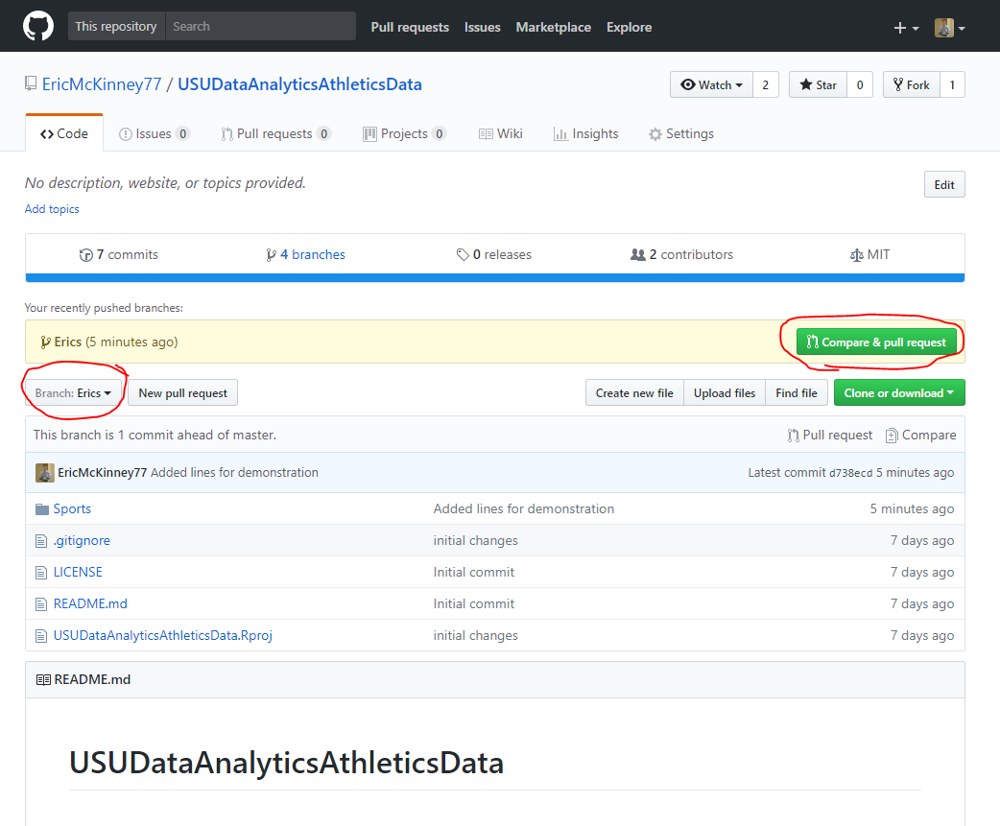 This repository Search Pull requests Issues Marketplace Explore
EricMcKinney77 / USUDataAnalyticsAthleticsData Watch 2 Star 0 Fork 1
Code Issues 0 Pull requests 0 Projects 0 Wiki Insights Settings
No description, website, or topics provided. Edit
Add topics
7 commits 4 branches 0 releases 2 contributors MIT
Your recently pushed branches:
Erics (5 minutes ago) Compare & pull request
Branch: Erics New pull request Create new file Upload files Find file Clone or download
This branch is 1 commit ahead of master. Pull request Compare
EricMcKinney77 Added lines for demonstration Latest commit d738ecd 5 minutes ago
Sports Added lines for demonstration 5 minutes ago
.gitignore initial changes 7 days ago
LICENSE Initial commit 7 days ago
README.md Initial commit 7 days ago
USUDataAnalyticsAthleticsData.Rproj initial changes 7 days ago
README.md
USUDataAnalyticsAthleticsData